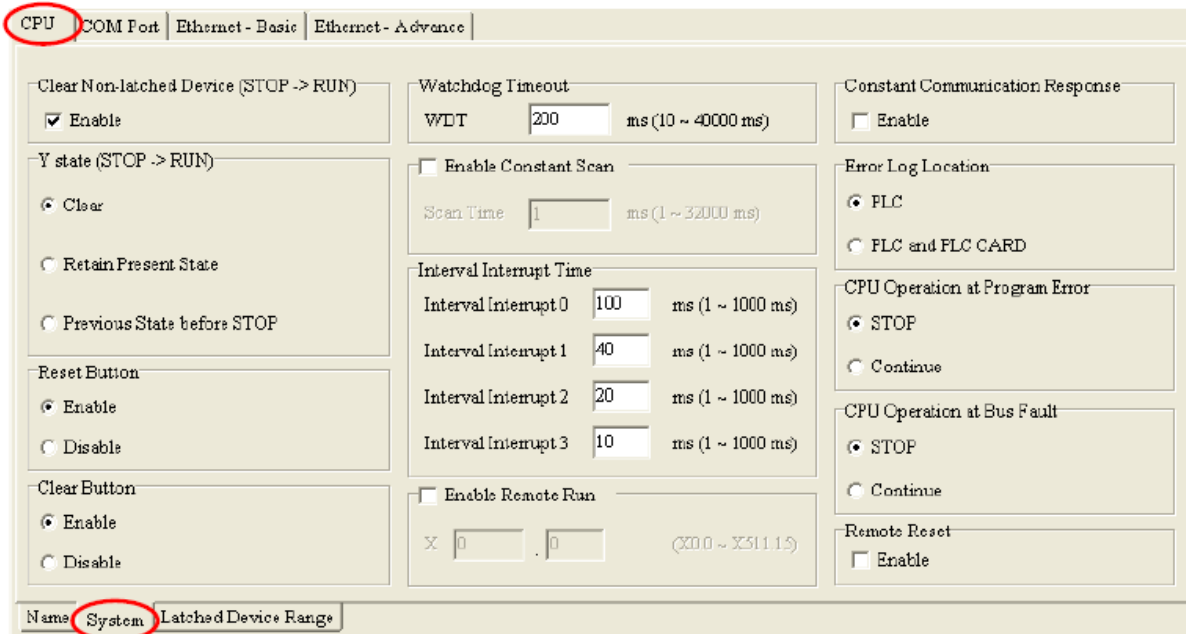 CPU COM Port Ethernet - Basic Ethernet - Advance
Clear Non-latched Device (STOP -> RUN)
Enable
Y state (STOP -> RUN)
Clear
Retain Present State
Previous State before STOP
Reset Button
Enable
Disable
Clear Button
Enable
Disable
Watchdog Timeout
WDT 200 ms (10 ~ 40000 ms)
Enable Constant Scan
Scan Time 1 ms (1 ~ 32000 ms)
Interval Interrupt Time
Interval Interrupt 0 100 ms (1 ~ 1000 ms)
Interval Interrupt 1 40 ms (1 ~ 1000 ms)
Interval Interrupt 2 20 ms (1 ~ 1000 ms)
Interval Interrupt 3 10 ms (1 ~ 1000 ms)
Enable Remote Run
X 0 . 0 (X0.0 ~ X511.15)
Constant Communication Response
Enable
Error Log Location
PLC
PLC and PLC CARD
CPU Operation at Program Error
STOP
Continue
CPU Operation at Bus Fault
STOP
Continue
Remote Reset
Enable
Name System Latched Device Range